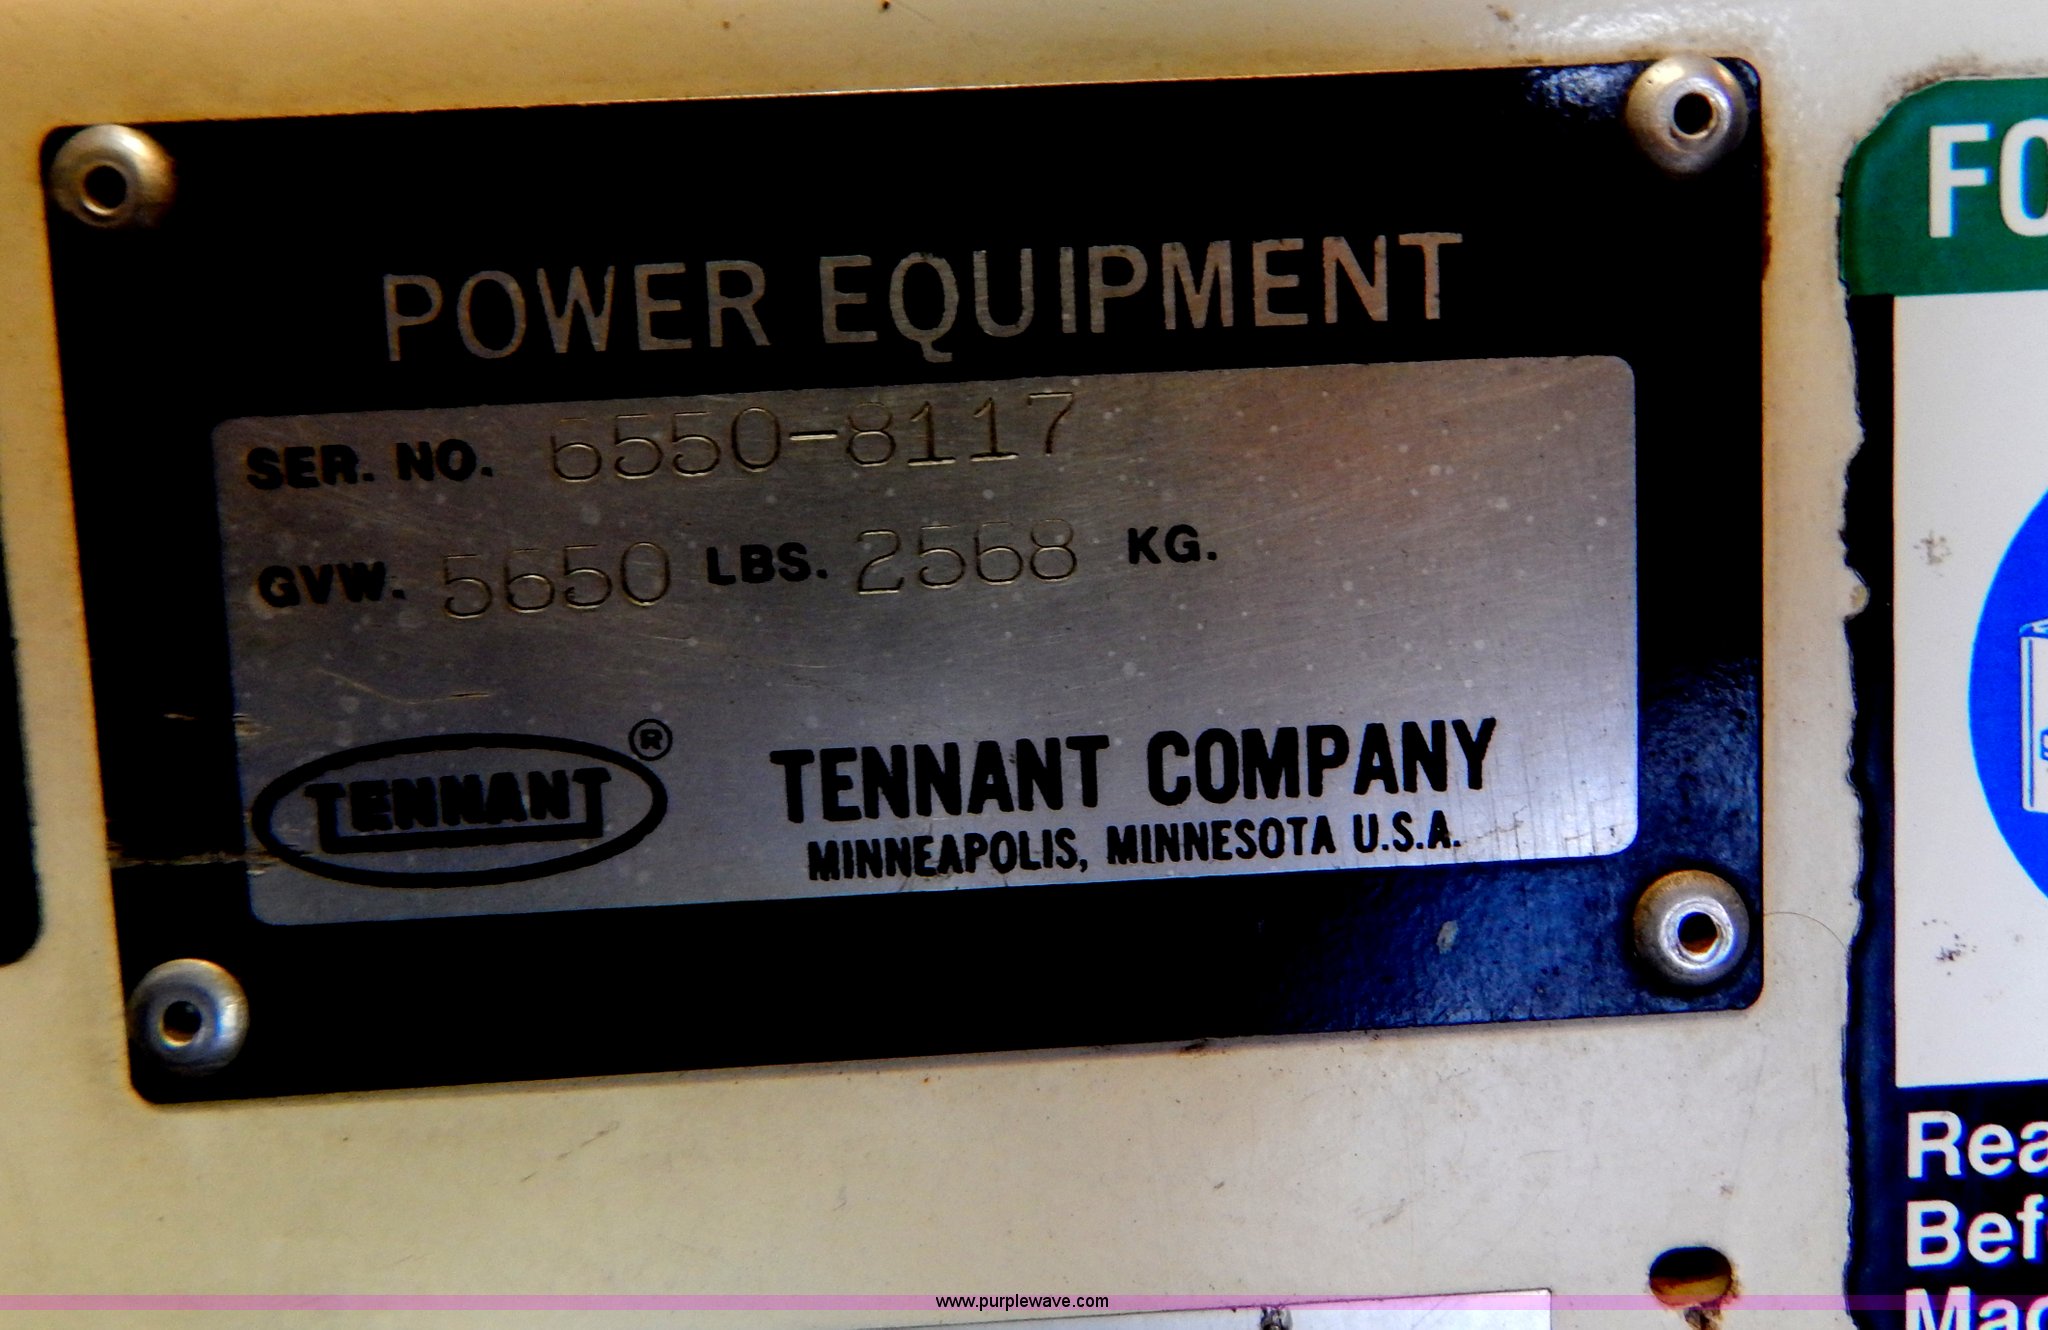 POWER EQUIPMENT
SER. NO. 6550-8117
GVW. 5650 LBS. 2568 KG.
TENNANT ®
TENNANT COMPANY
MINNEAPOLIS, MINNESOTA U.S.A.
FO
Rea
Bef
Mac
www.purplewave.com